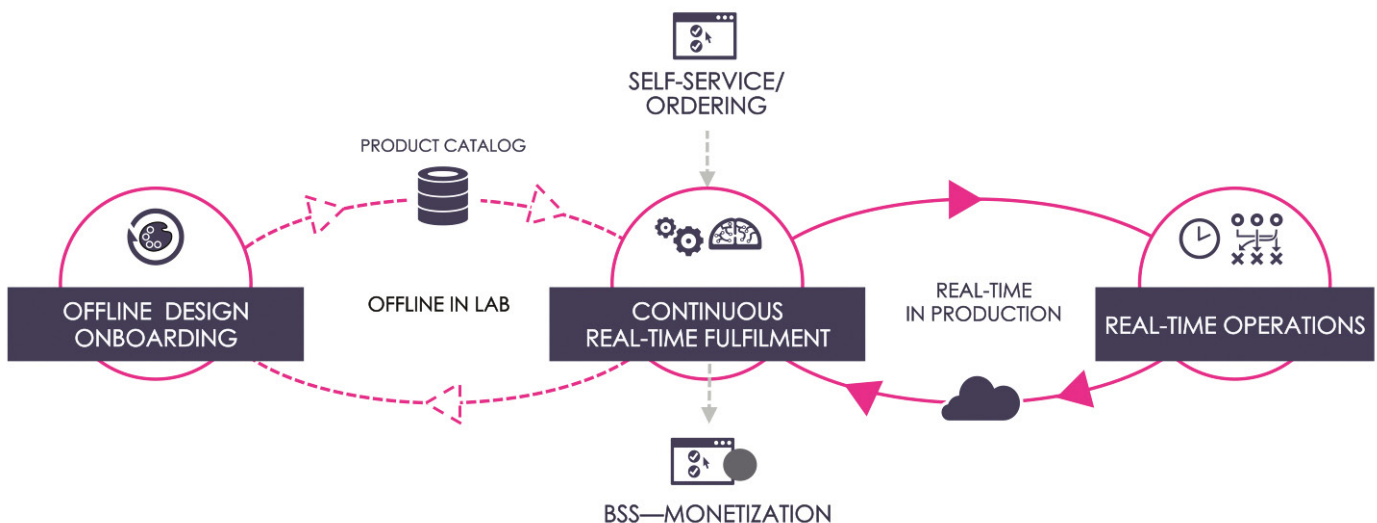 SELF-SERVICE/
ORDERING
PRODUCT CATALOG
OFFLINE DESIGN
ONBOARDING
OFFLINE IN LAB
CONTINUOUS
REAL-TIME FULFILMENT
REAL-TIME
IN PRODUCTION
REAL-TIME OPERATIONS
BSS—MONETIZATION